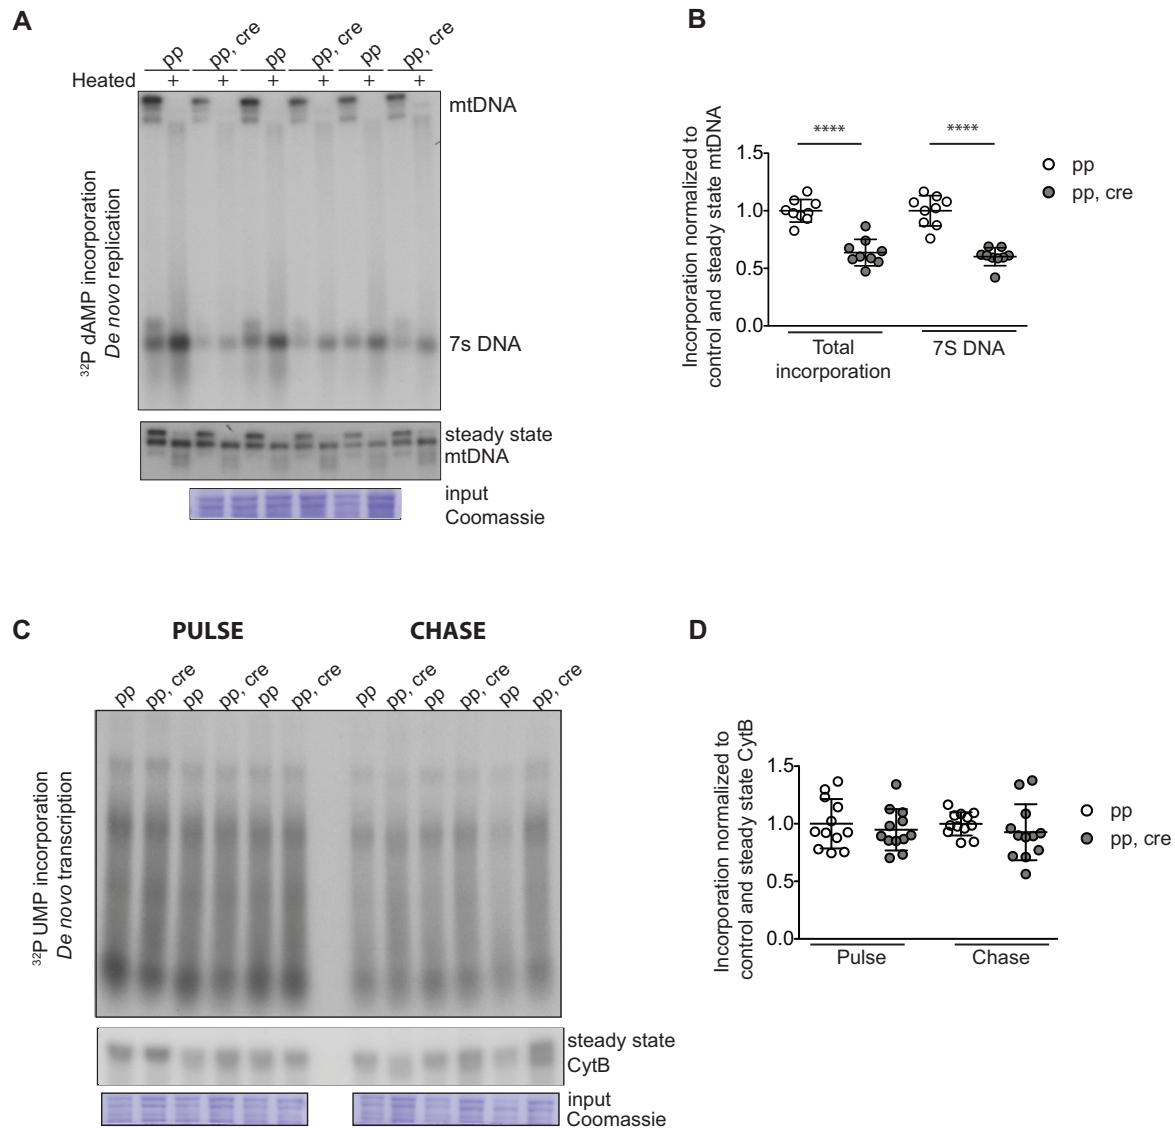 A
pp
pp, cre
pp
pp, cre
pp
pp, cre
Heated
+
+
+
+
+
+
mtDNA
7s DNA
³²P dAMP incorporation
De novo replication
steady state
mtDNA
input
Coomassie
B
Incorporation normalized to
control and steady state mtDNA
1.5
1.0
0.5
0.0
****
****
Total
incorporation
7S DNA
pp
pp, cre
C
PULSE
CHASE
pp
pp, cre
pp
pp, cre
pp
pp, cre
pp
pp, cre
pp
pp, cre
pp
pp, cre
³²P UMP incorporation
De novo transcription
steady state
CytB
input
Coomassie
D
Incorporation normalized to
control and steady state CytB
1.5
1.0
0.5
0.0
Pulse
Chase
pp
pp, cre